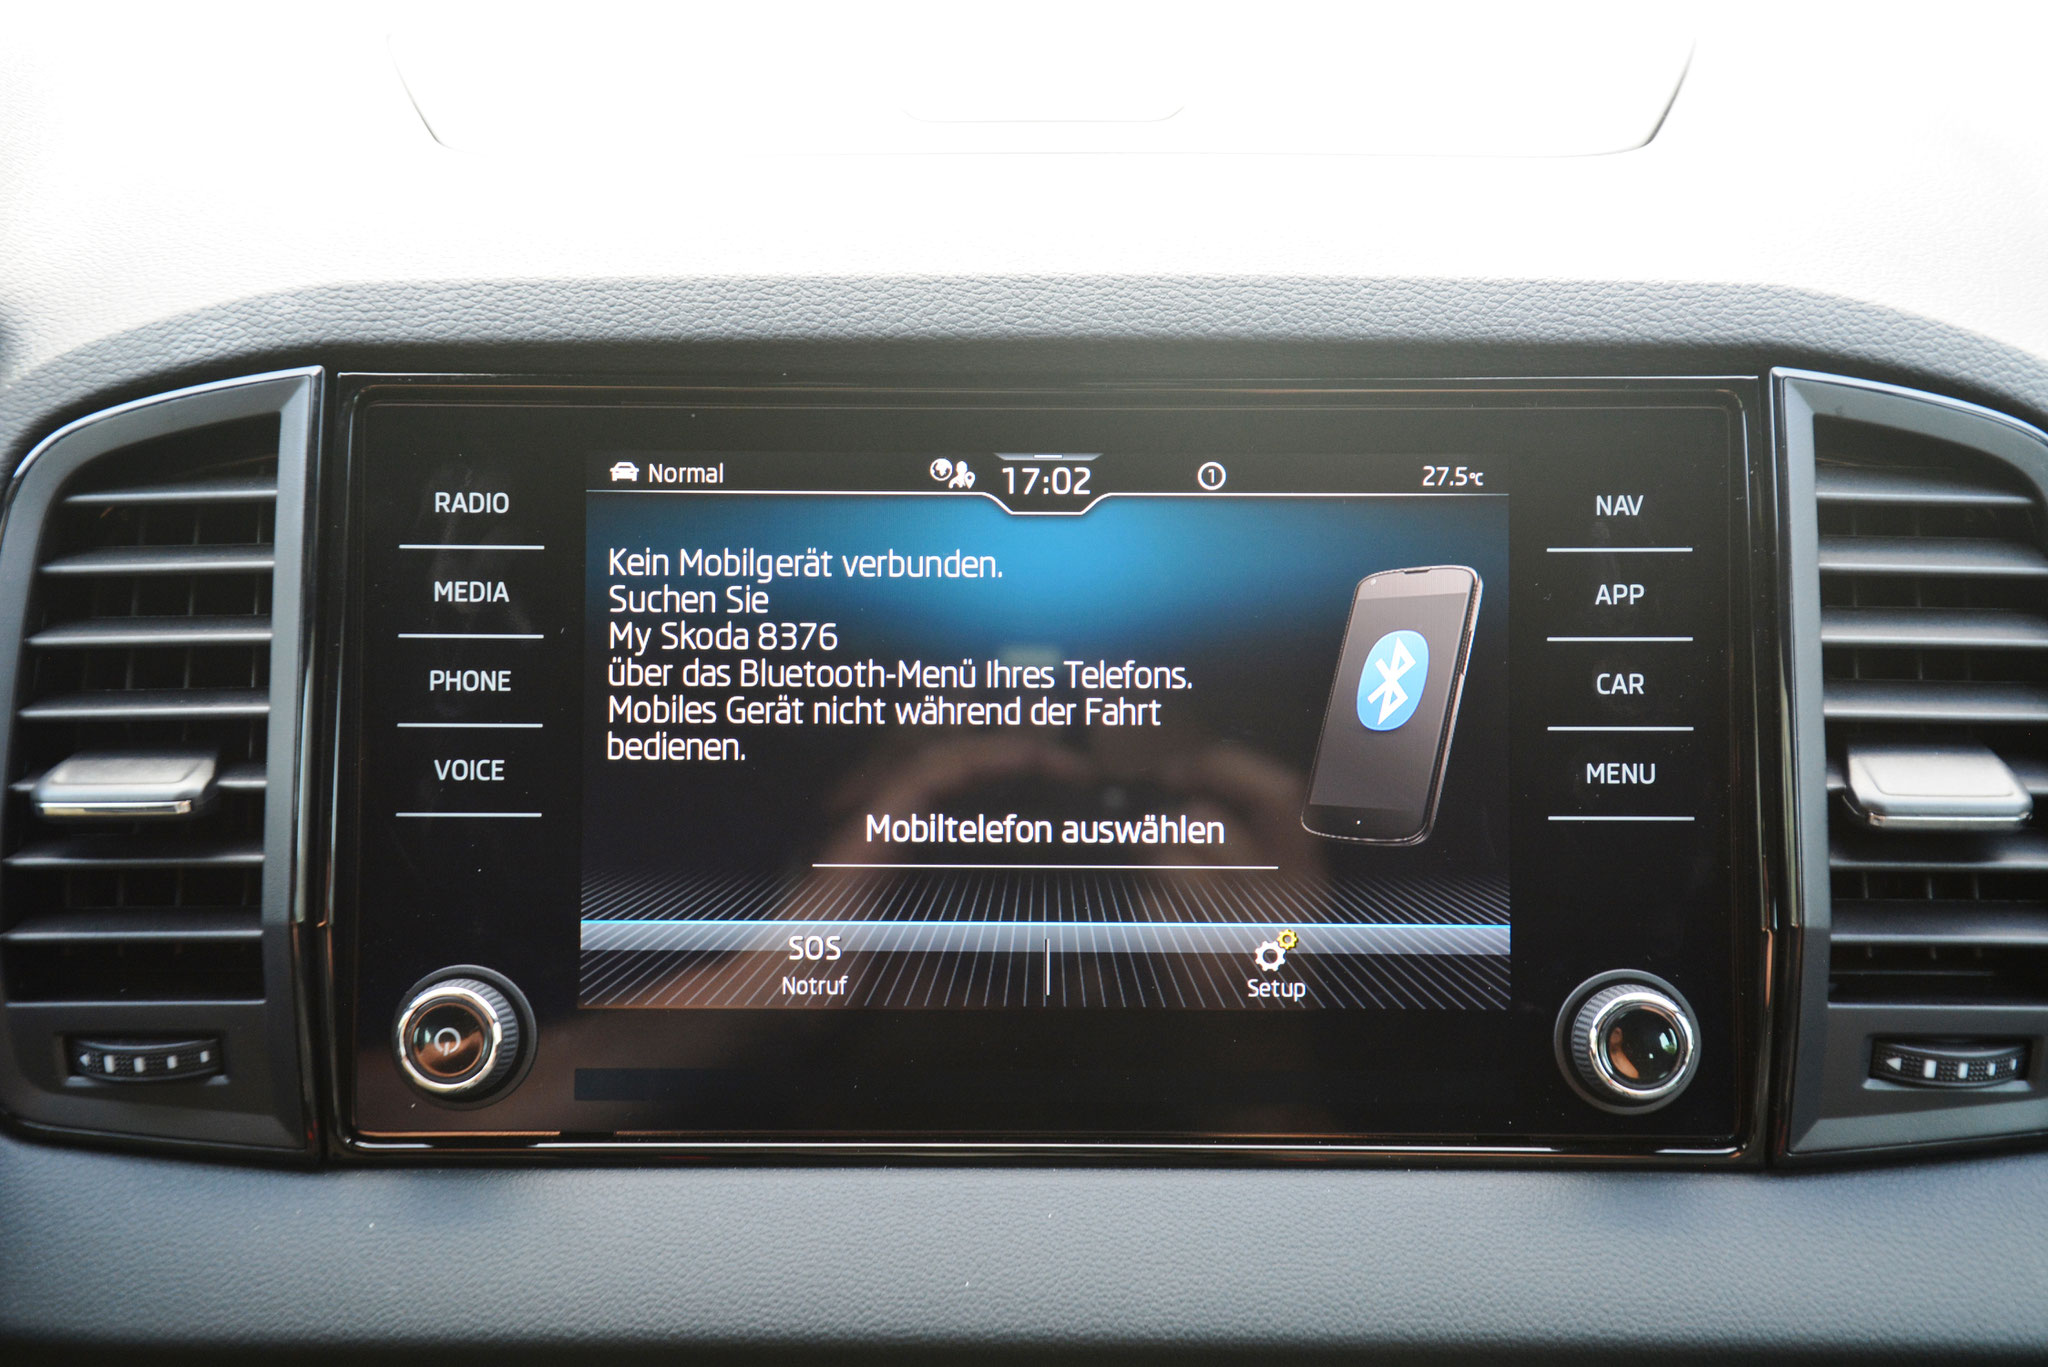 Normal
17:02
1
27.5°C
RADIO
MEDIA
PHONE
VOICE
Kein Mobilgerät verbunden.
Suchen Sie
My Skoda 8376
über das Bluetooth-Menü Ihres Telefons.
Mobiles Gerät nicht während der Fahrt
bedienen.
Mobiltelefon auswählen
SOS
Notruf
Setup
NAV
APP
CAR
MENU